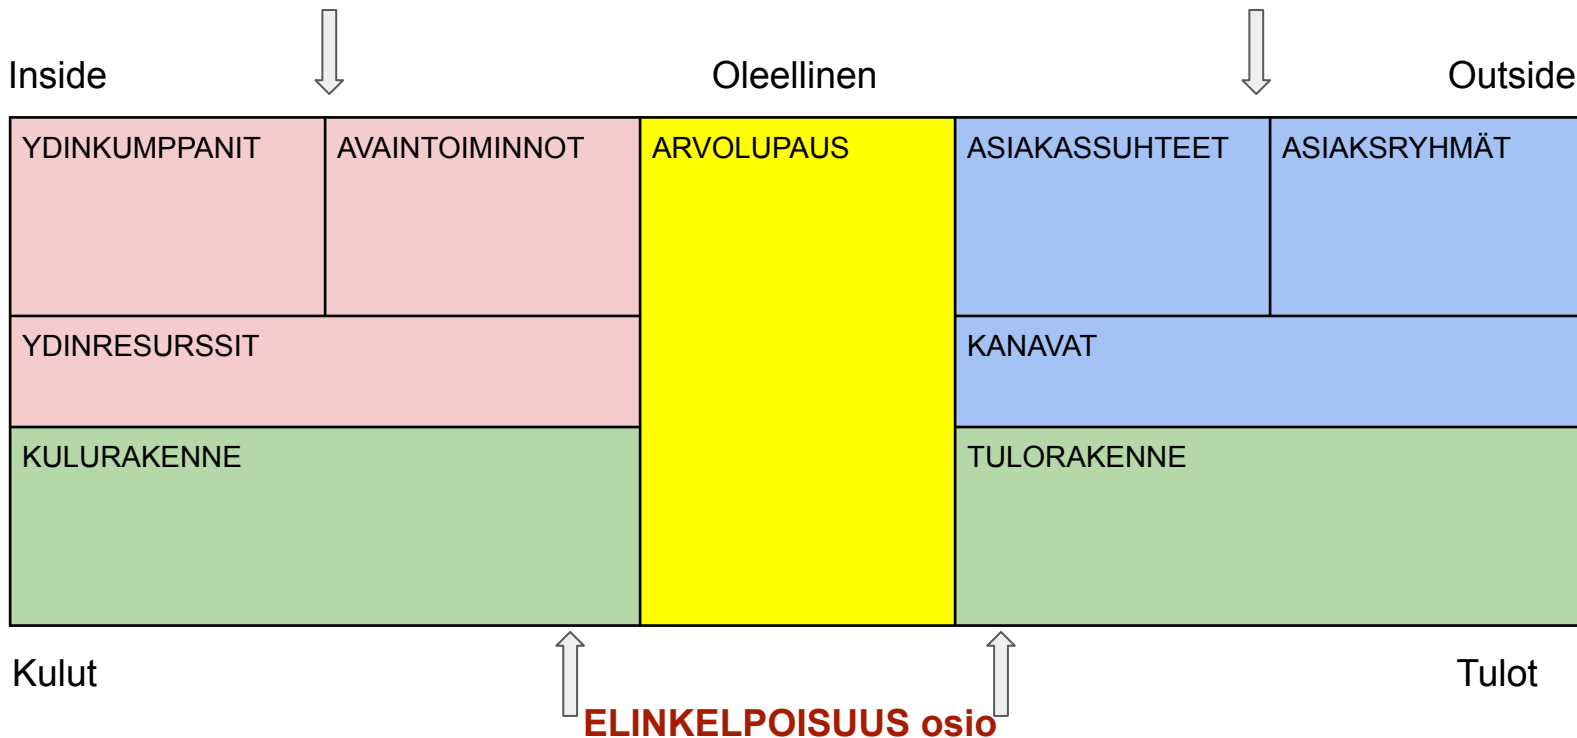 Inside
Oleellinen
Outside
YDINKUMPPANIT
AVAINTOIMINNOT
ARVOLUPAUS
ASIAKASSUHTEET
ASIAKSRYHMÄT
YDINRESURSSIT
KANAVAT
KULURAKENNE
TULORAKENNE
Kulut
Tulot
ELINKELPOISUUS osio